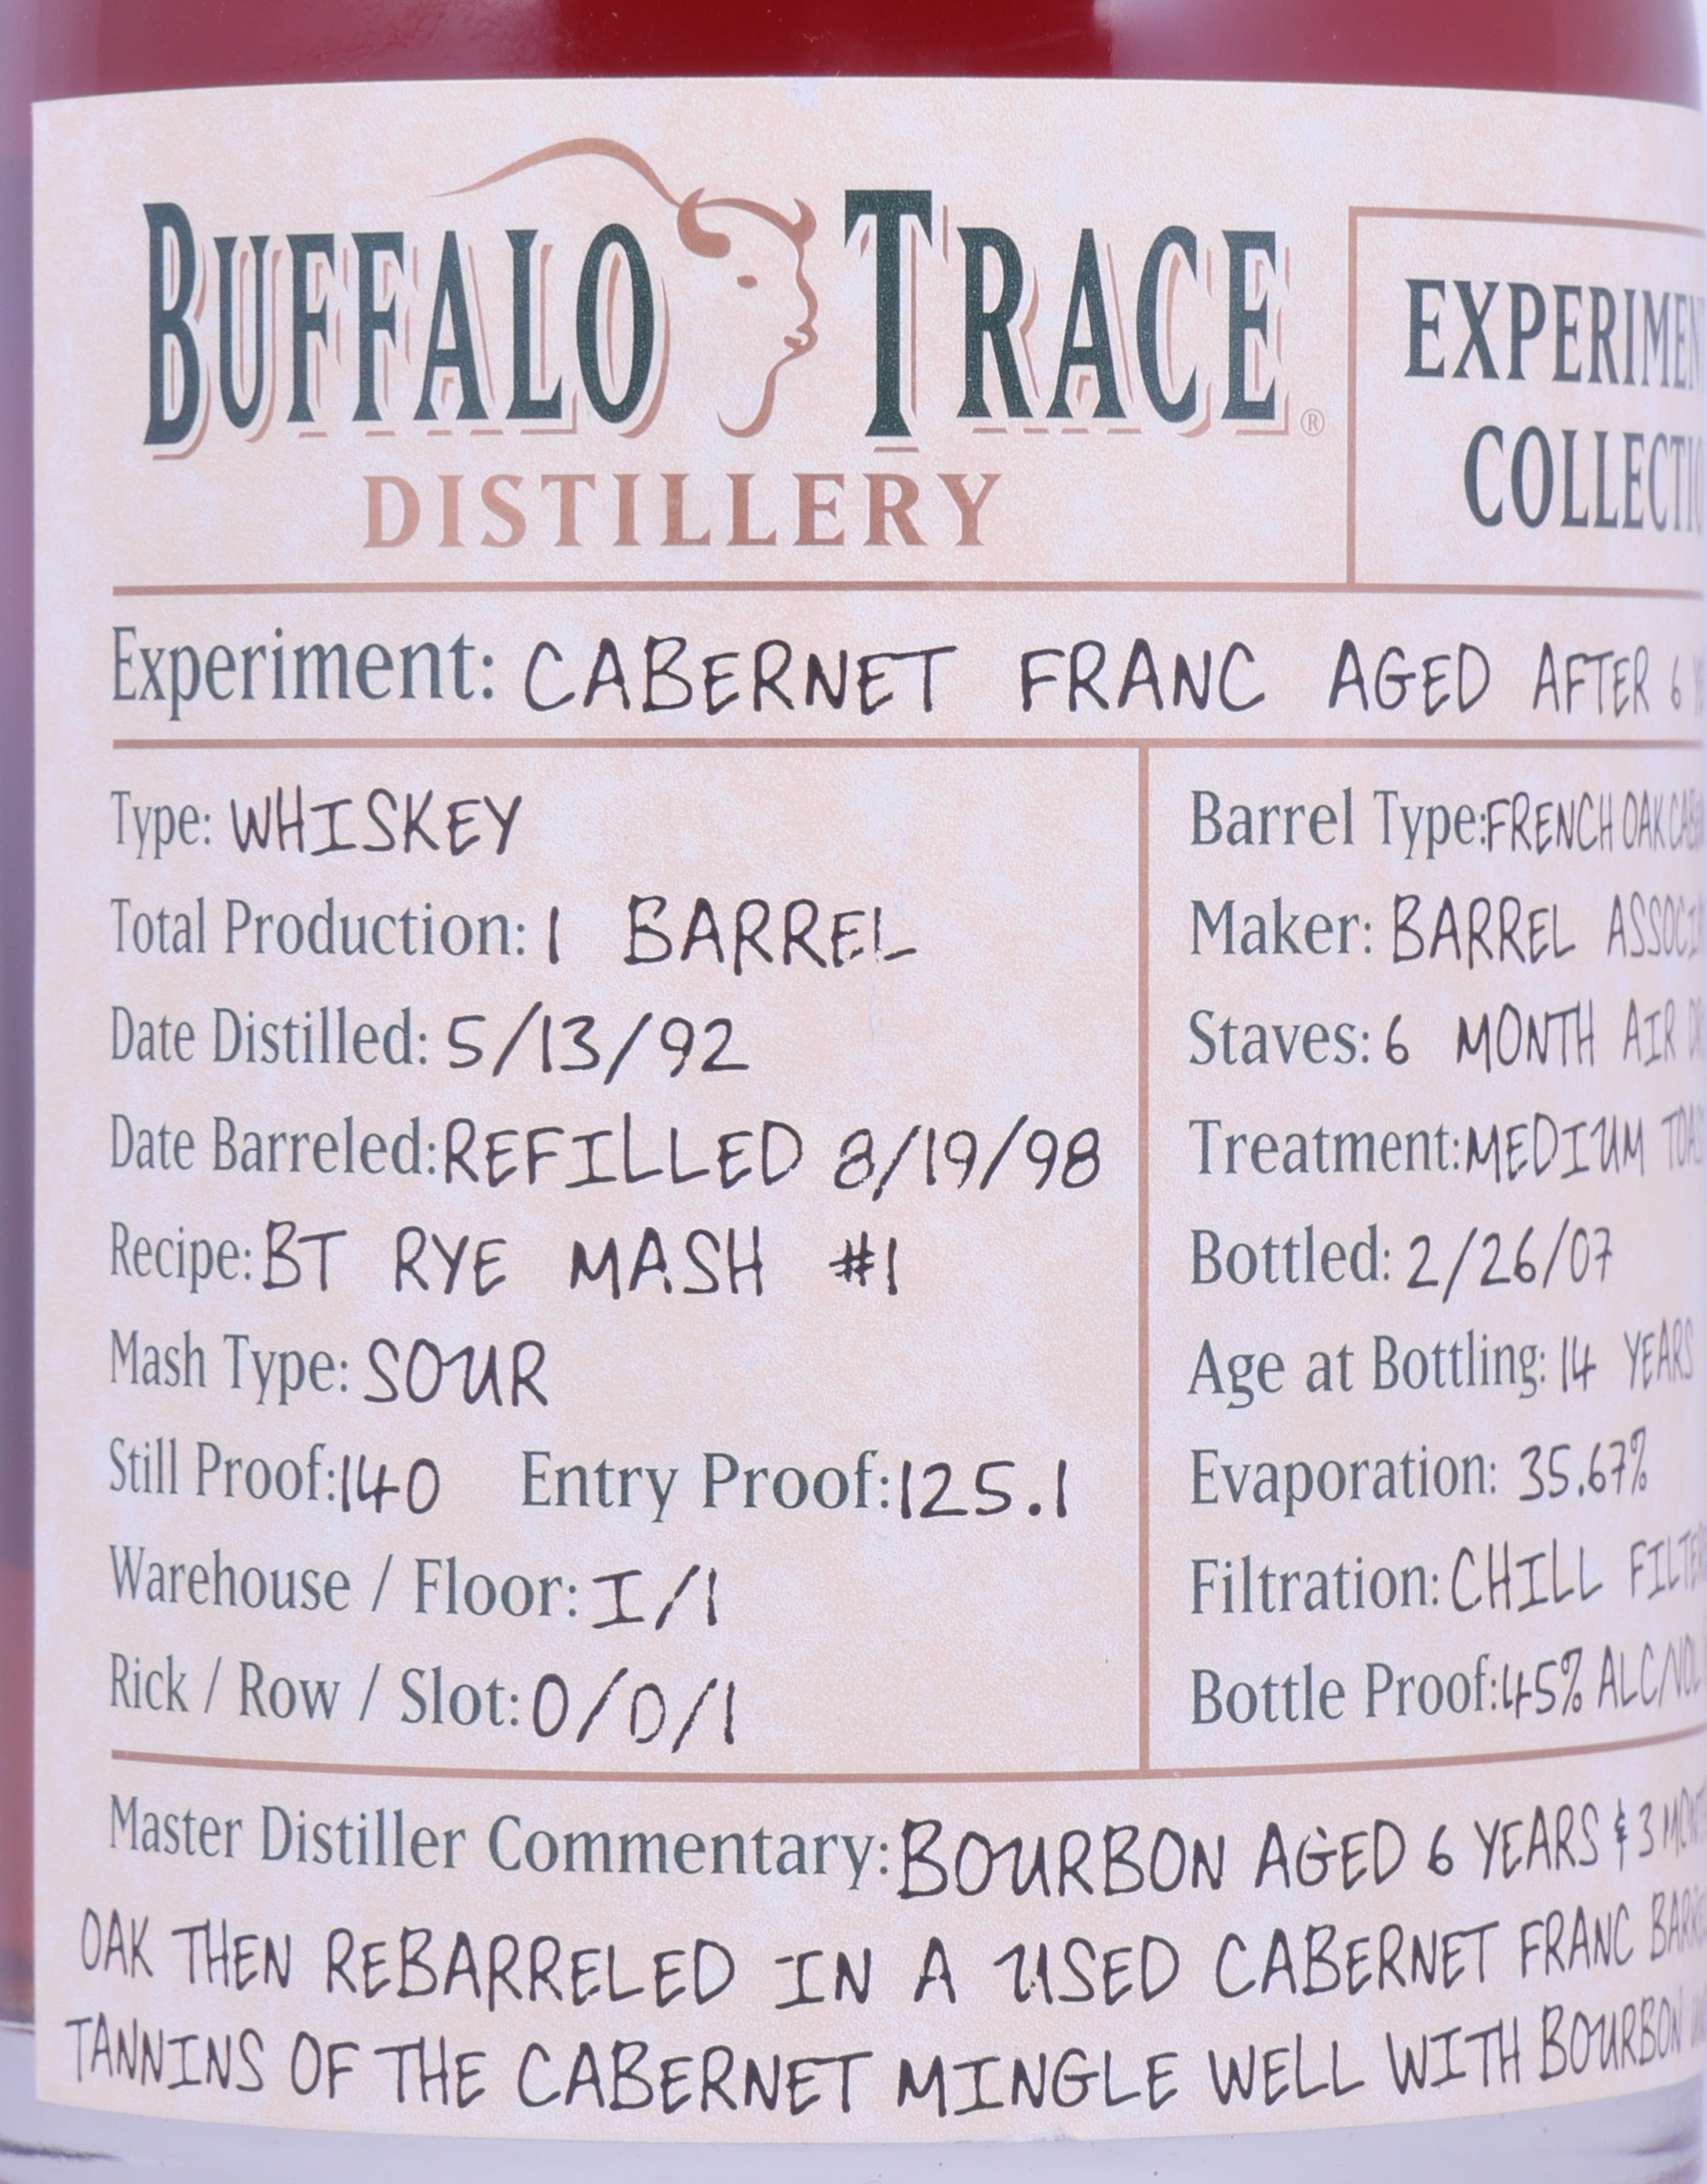 BUFFALO TRACE®
DISTILLERY
EXPERIMEN
COLLECTI
Experiment: CABERNET FRANC AGED AFTER 6
Type: WHISKEY
Total Production: 1 BARREL
Date Distilled: 5/13/92
Date Barreled: REFILLED 8/19/98
Recipe: BT RYE MASH #1
Mash Type: SOUR
Still Proof: 140 Entry Proof: 125.1
Warehouse / Floor: I/1
Rick / Row / Slot: 0/0/1
Barrel Type: FRENCH OAK
Maker: BARREL
Staves: 6 MONTH AIR
Treatment: MEDIUM
Bottled: 2/26/07
Age at Bottling: 14 YEARS
Evaporation: 35.67%
Filtration: CHILL
Bottle Proof: 45% ALC/VOL
Master Distiller Commentary: BOURBON AGED 6 YEARS & 3
OAK THEN REBARRELED IN A USED CABERNET FRANC
TANNINS OF THE CABERNET MINGLE WELL WITH BOURBON